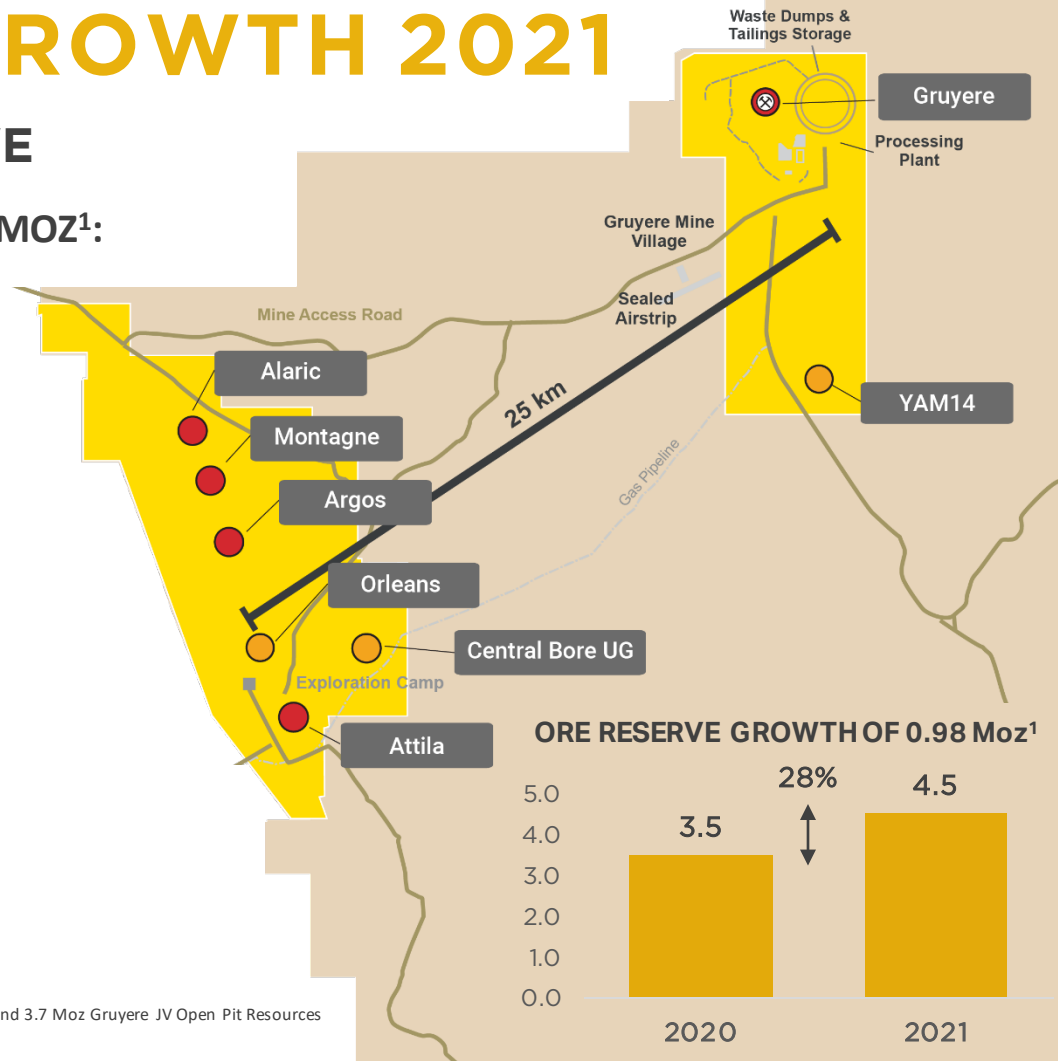 ROWTH 2021
E
MOZ¹:
Waste Dumps &
Tailings Storage
Gruyere
Processing
Plant
Gruyere Mine
Village
Sealed
Airstrip
Mine Access Road
Alaric
Montagne
Argos
25 km
Gas Pipeline
YAM14
Orleans
Central Bore UG
Exploration Camp
Attila
ORE RESERVE GROWTH OF 0.98 Moz¹
28%
5.0
4.0
3.0
2.0
1.0
0.0
3.5
4.5
2020
2021
nd 3.7 Moz Gruyere JV Open Pit Resources